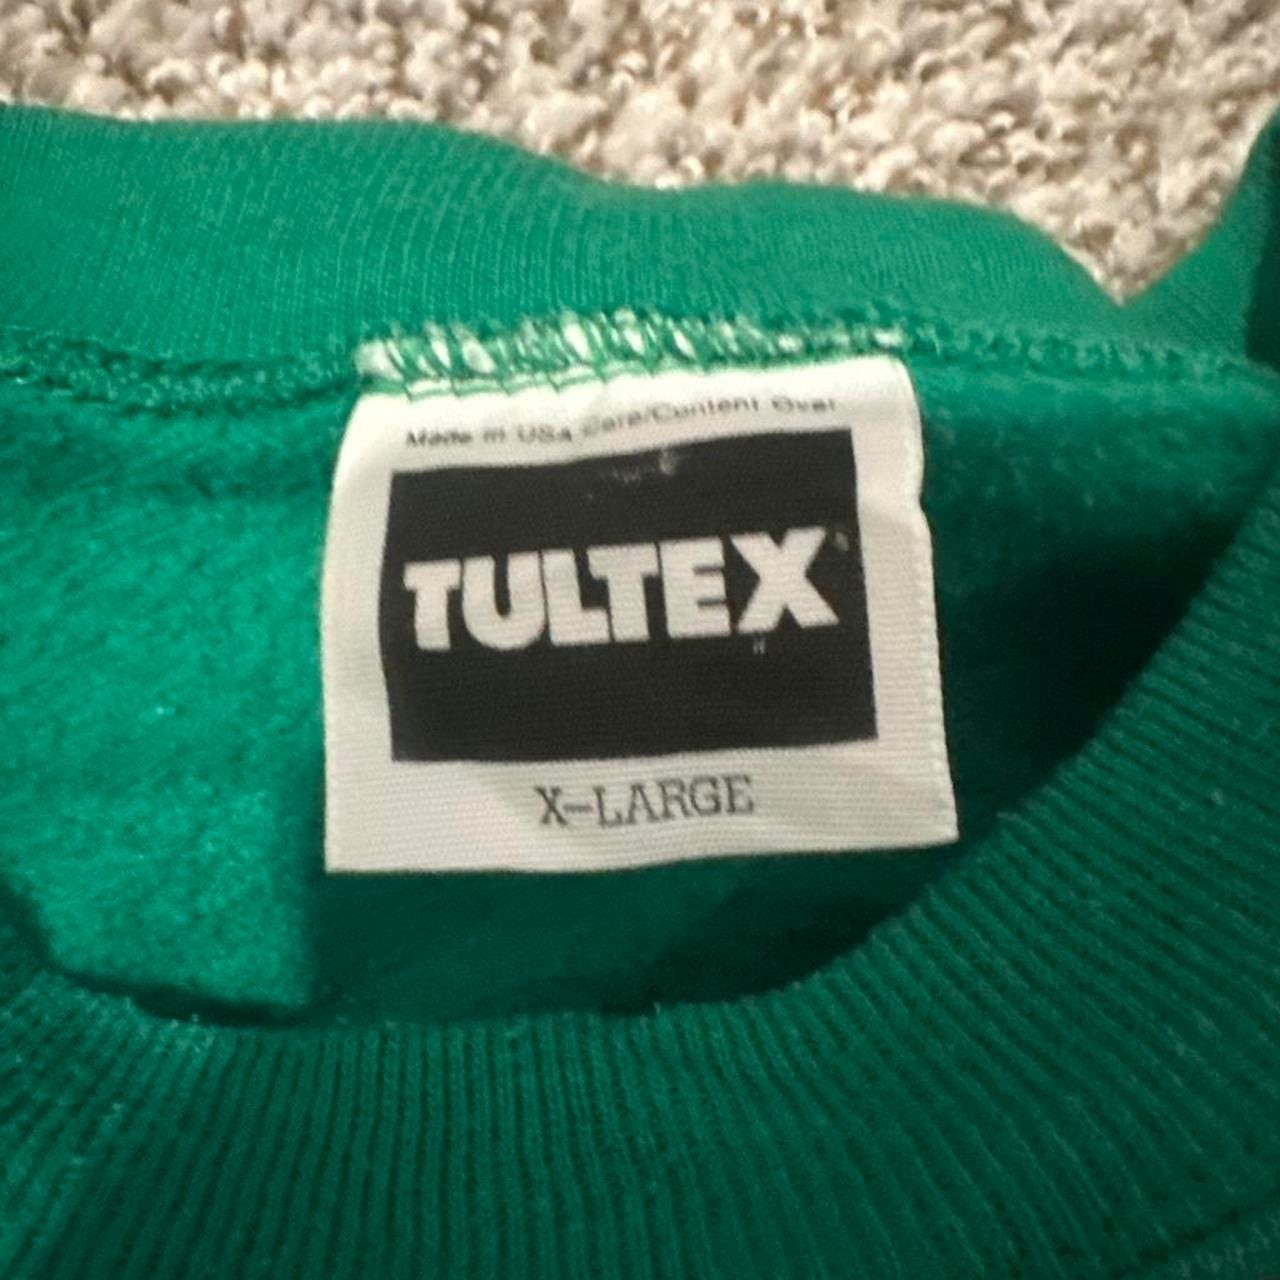 Made in USA Care/Content Over
TULTEX
X-LARGE